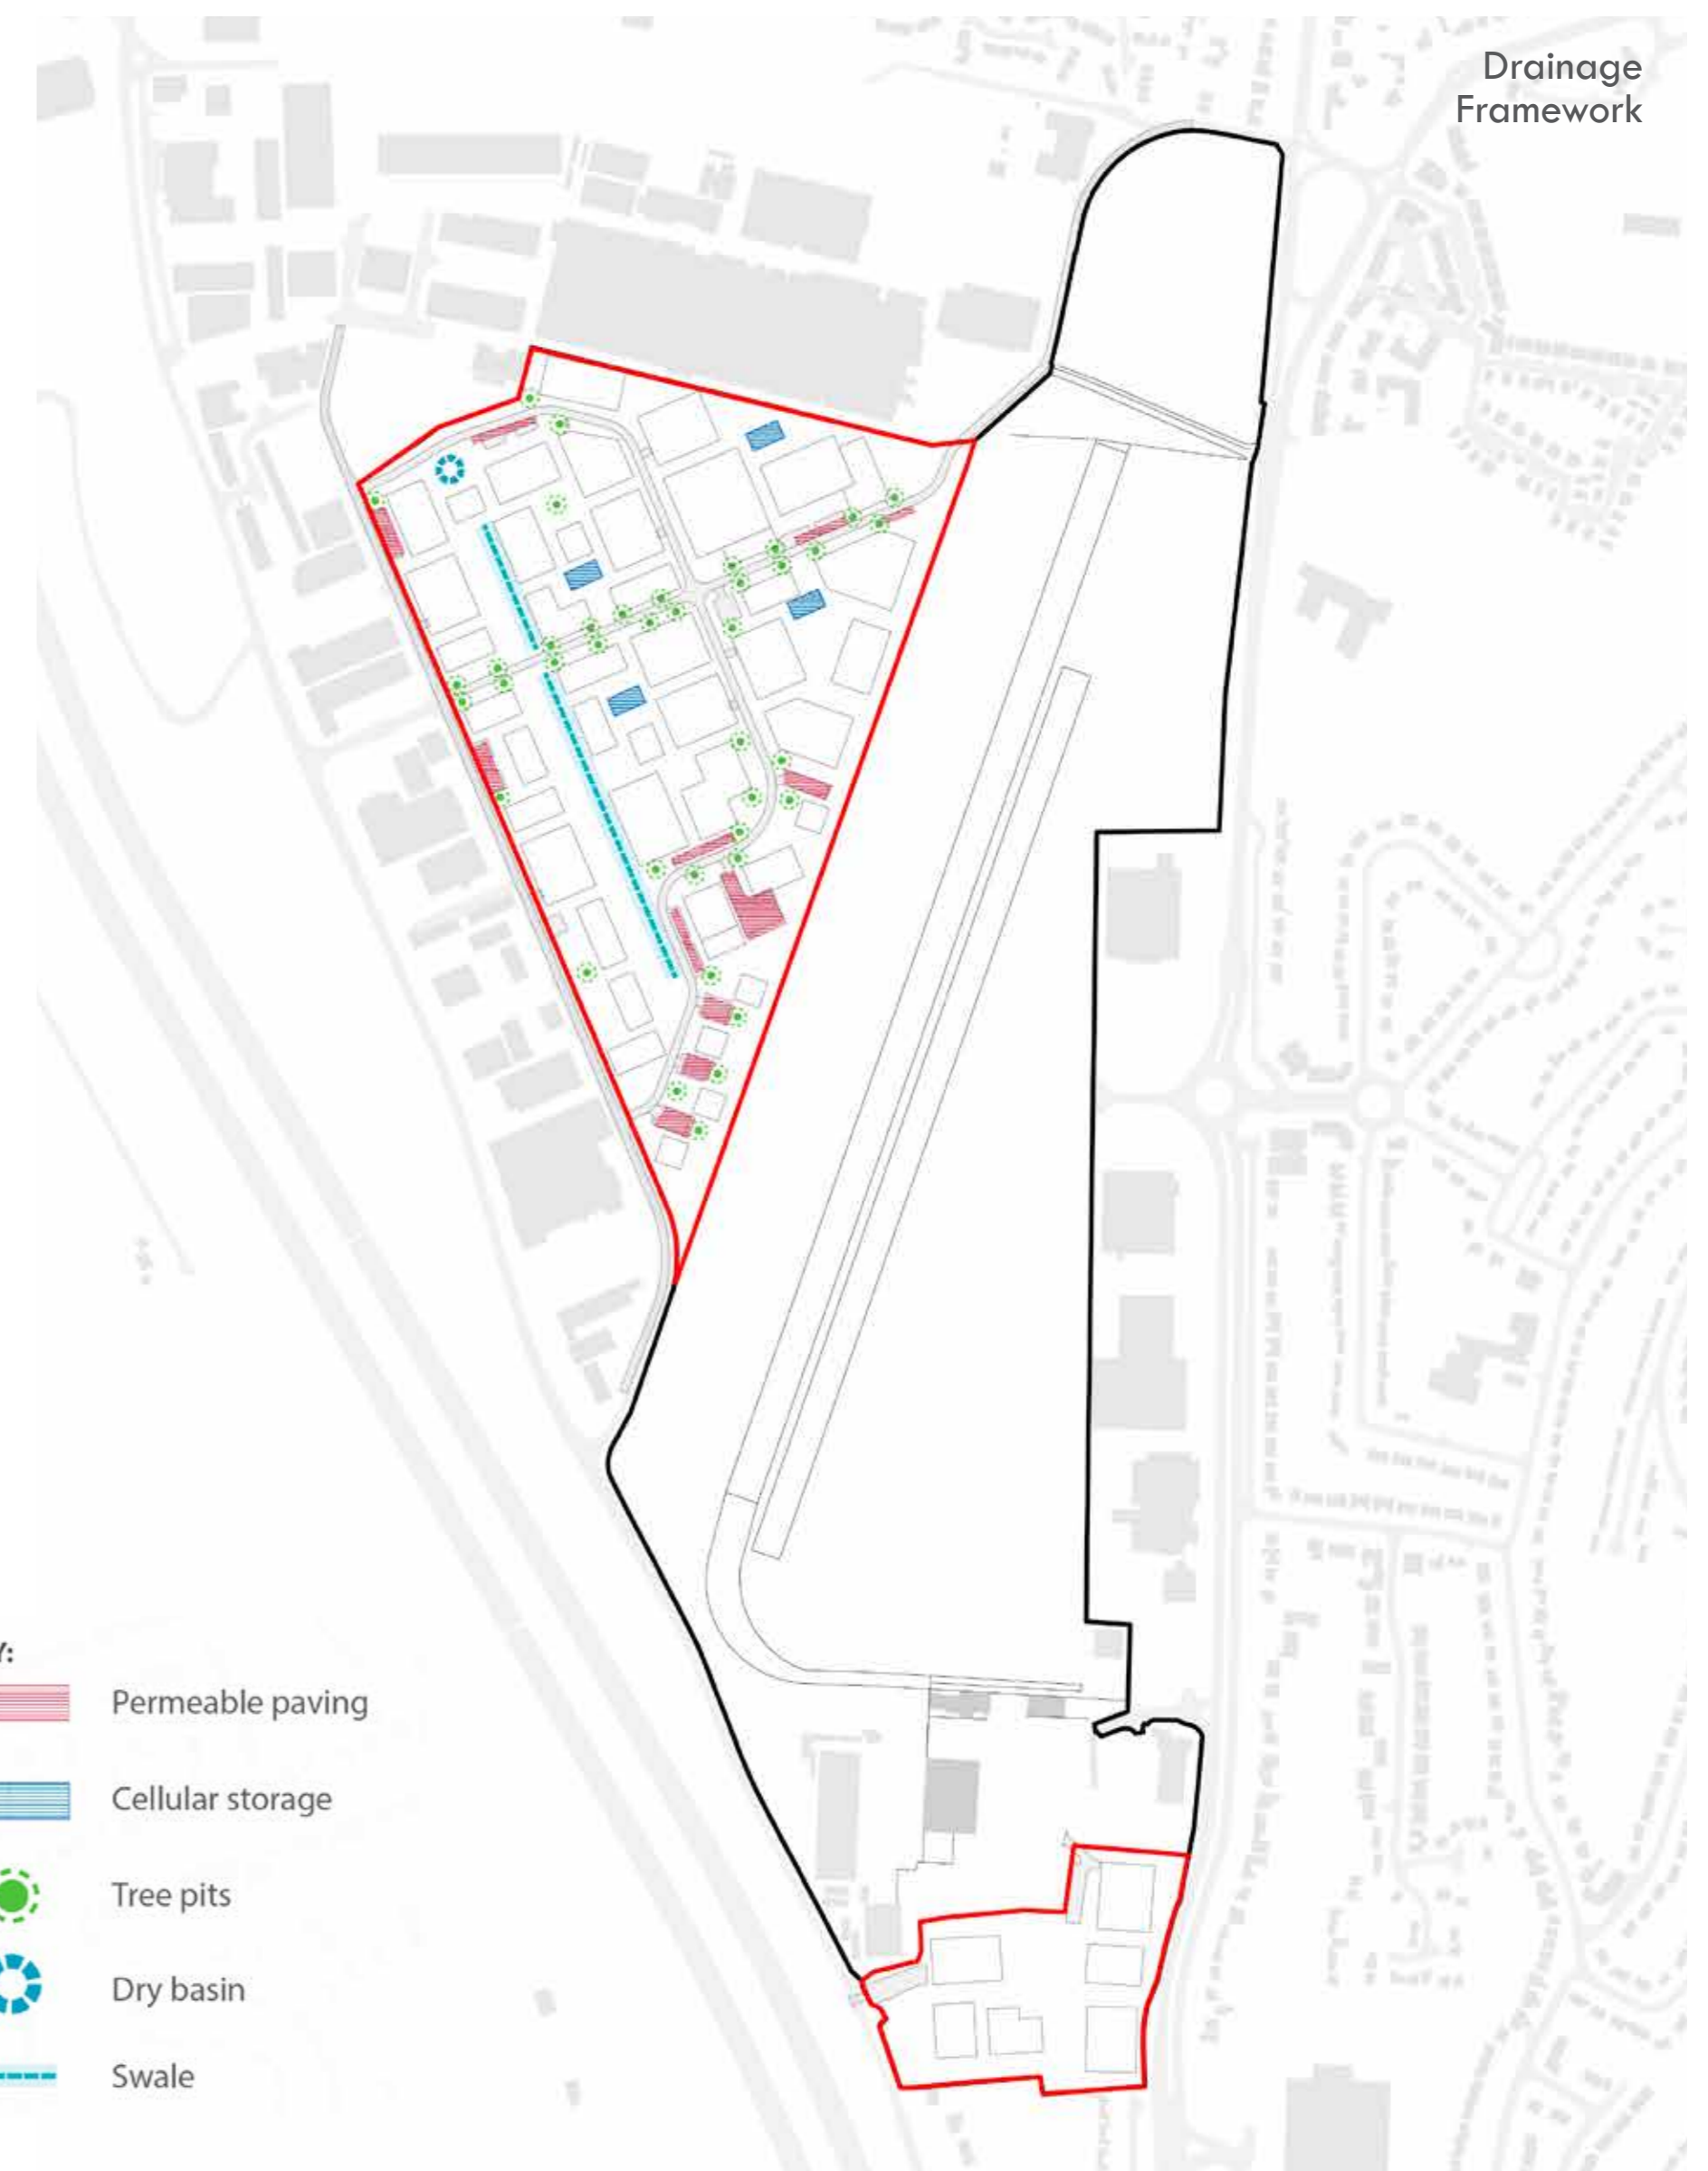 Drainage
Framework
Y:
Permeable paving
Cellular storage
Tree pits
Dry basin
Swale